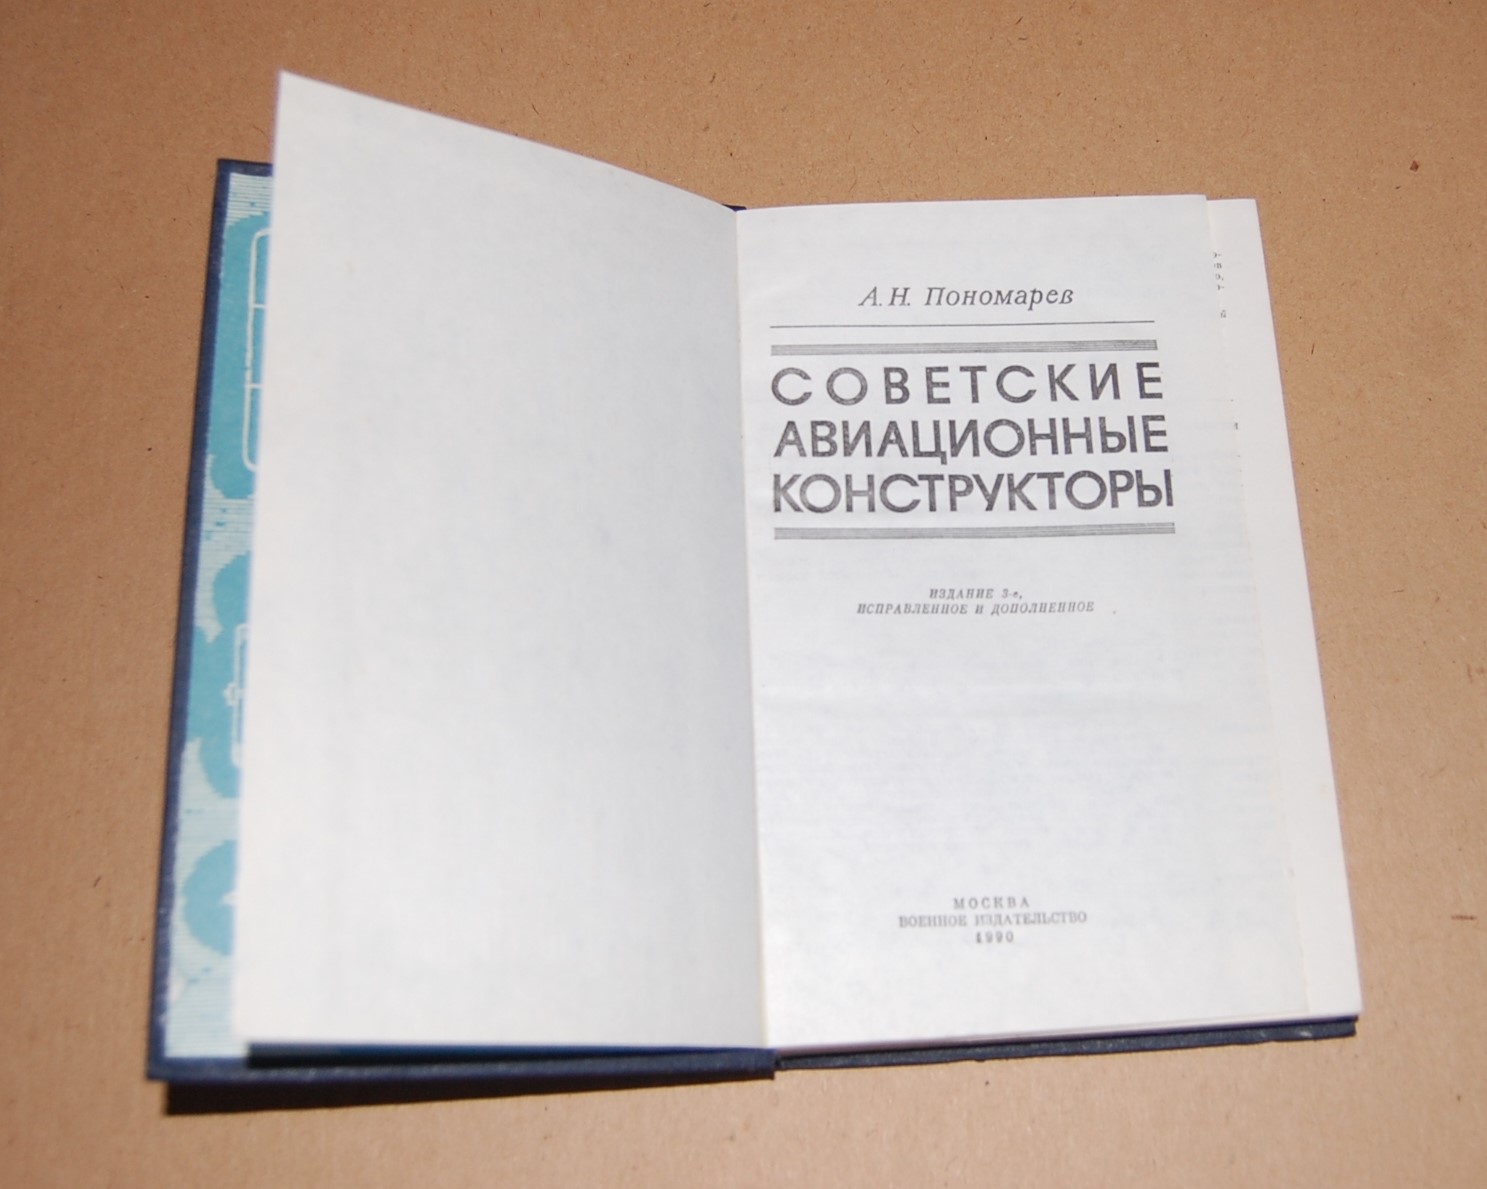 А. Н. Пономарев
СОВЕТСКИЕ
АВИАЦИОННЫЕ
КОНСТРУКТОРЫ
ИЗДАНИЕ 3-е,
ИСПРАВЛЕННОЕ И ДОПОЛНЕННОЕ
МОСКВА
ВОЕННОЕ ИЗДАТЕЛЬСТВО
1990